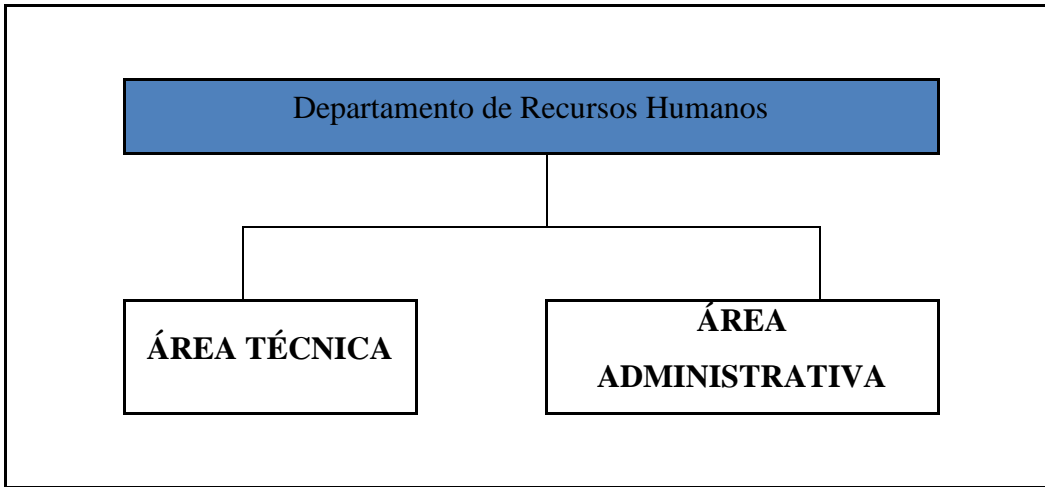 Departamento de Recursos Humanos
ÁREA TÉCNICA
ÁREA
ADMINISTRATIVA